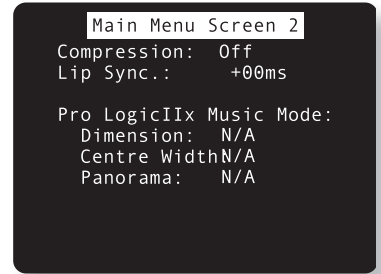 Main Menu Screen 2
Compression: Off
Lip Sync.: +00ms
Pro LogicIIx Music Mode:
Dimension: N/A
Centre WidthN/A
Panorama: N/A